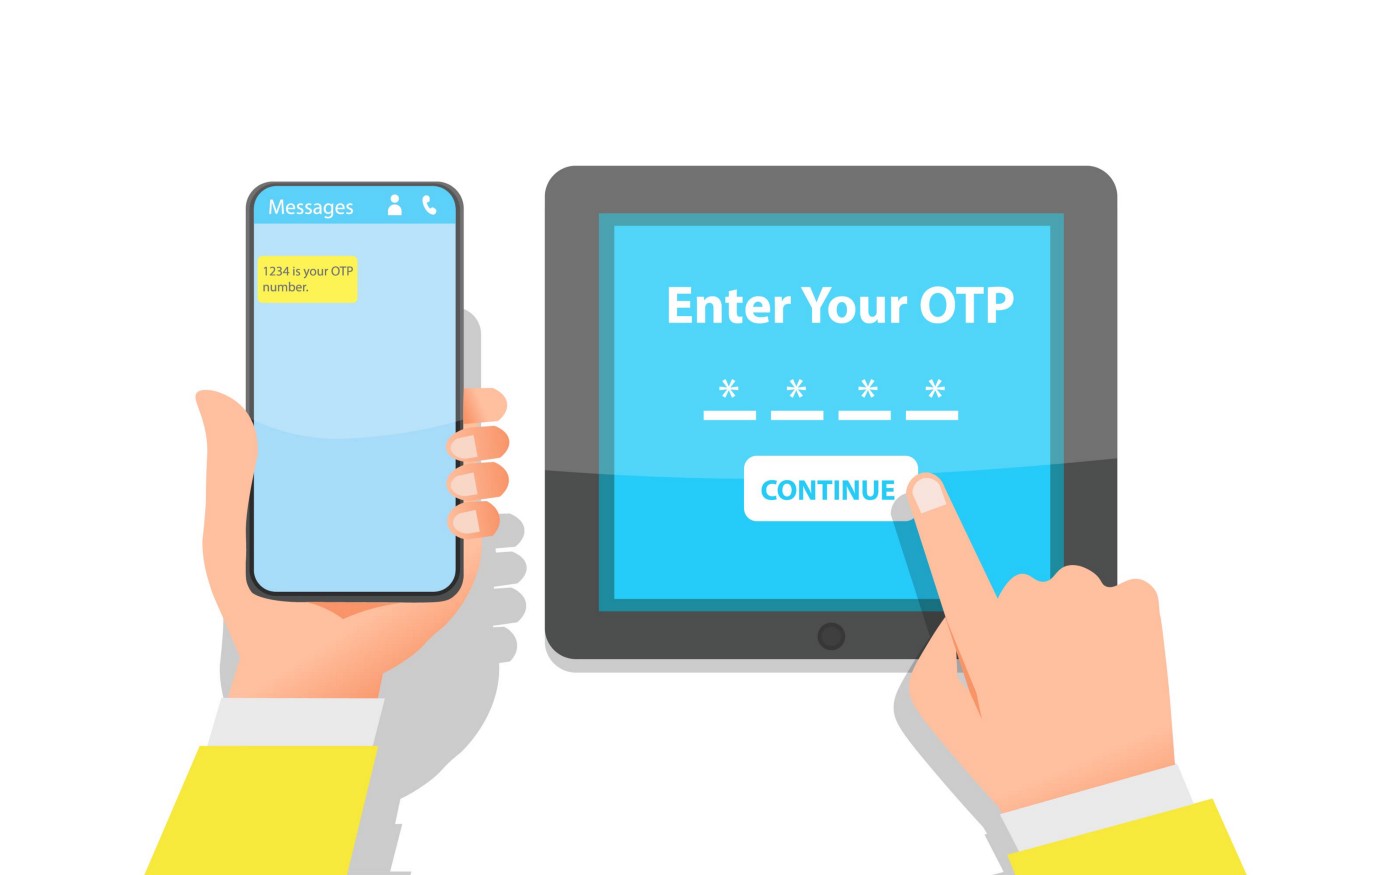 Messages
1234 is your OTP
number.
Enter Your OTP
* * * *
CONTINUE